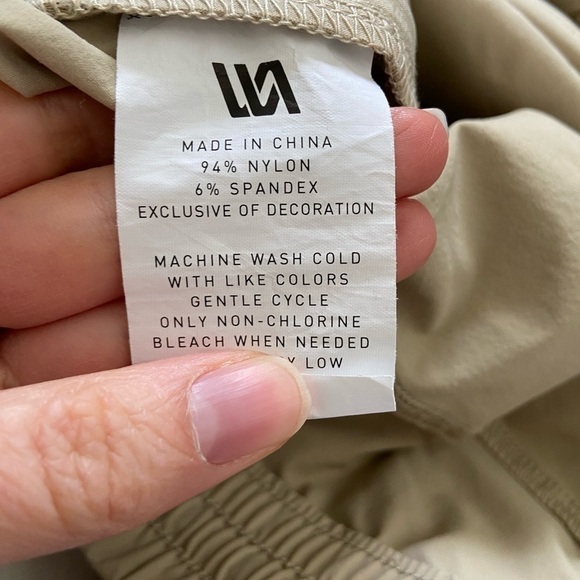 MADE IN CHINA
94% NYLON
6% SPANDEX
EXCLUSIVE OF DECORATION
MACHINE WASH COLD
WITH LIKE COLORS
GENTLE CYCLE
ONLY NON-CHLORINE
BLEACH WHEN NEEDED
LOW